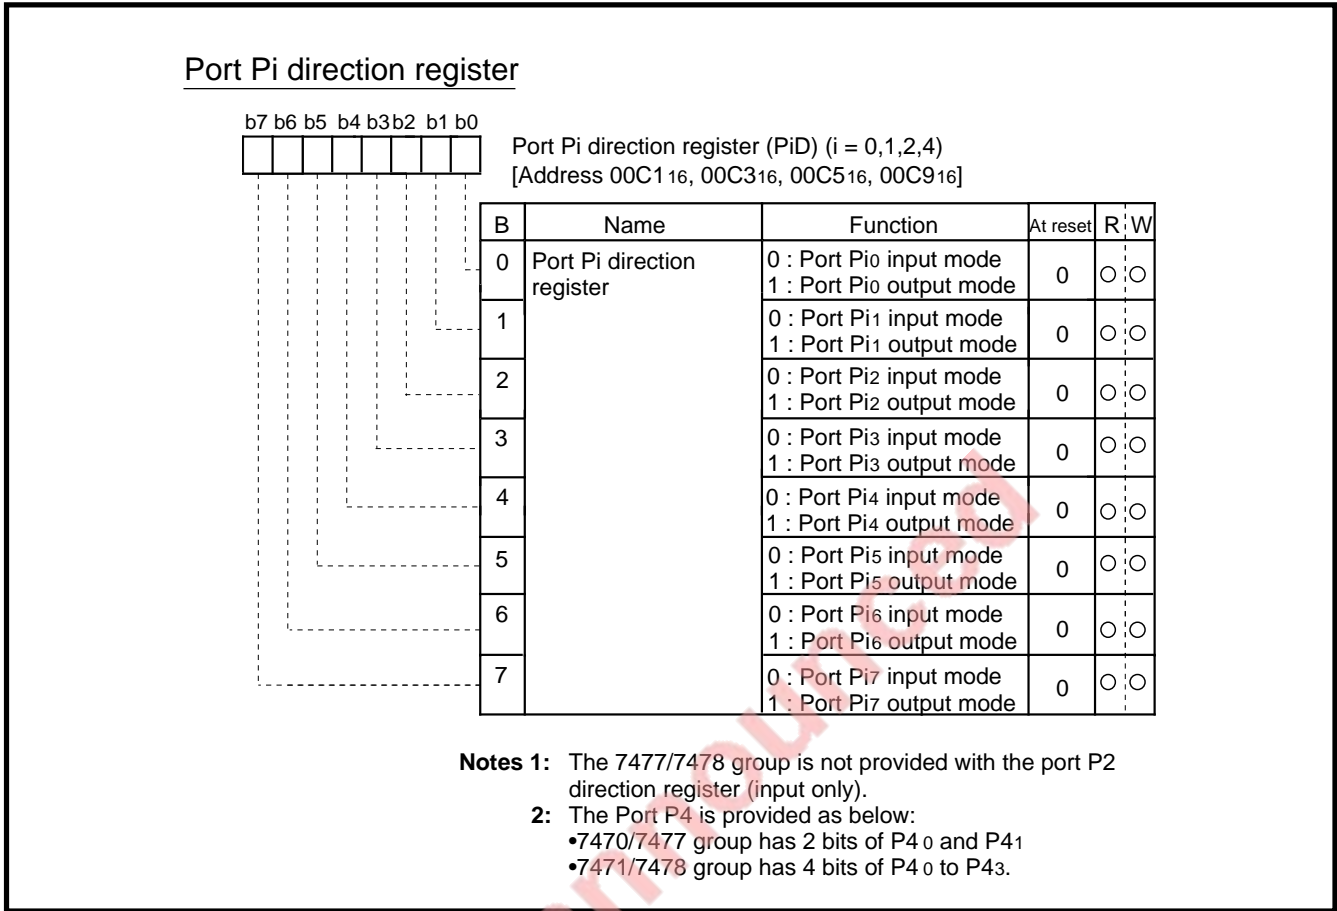 Port Pi direction register
b7 b6 b5 b4 b3 b2 b1 b0
Port Pi direction register (PiD) (i = 0,1,2,4)
[Address 00C116, 00C316, 00C516, 00C916]
B Name Function At reset R W
0 Port Pi direction register 0 : Port Pi0 input mode
1 : Port Pi0 output mode 0 ○ ○
1 0 : Port Pi1 input mode
1 : Port Pi1 output mode 0 ○ ○
2 0 : Port Pi2 input mode
1 : Port Pi2 output mode 0 ○ ○
3 0 : Port Pi3 input mode
1 : Port Pi3 output mode 0 ○ ○
4 0 : Port Pi4 input mode
1 : Port Pi4 output mode 0 ○ ○
5 0 : Port Pi5 input mode
1 : Port Pi5 output mode 0 ○ ○
6 0 : Port Pi6 input mode
1 : Port Pi6 output mode 0 ○ ○
7 0 : Port Pi7 input mode
1 : Port Pi7 output mode 0 ○ ○
Notes 1: The 7477/7478 group is not provided with the port P2
direction register (input only).
2: The Port P4 is provided as below:
•7470/7477 group has 2 bits of P40 and P41
•7471/7478 group has 4 bits of P40 to P43.